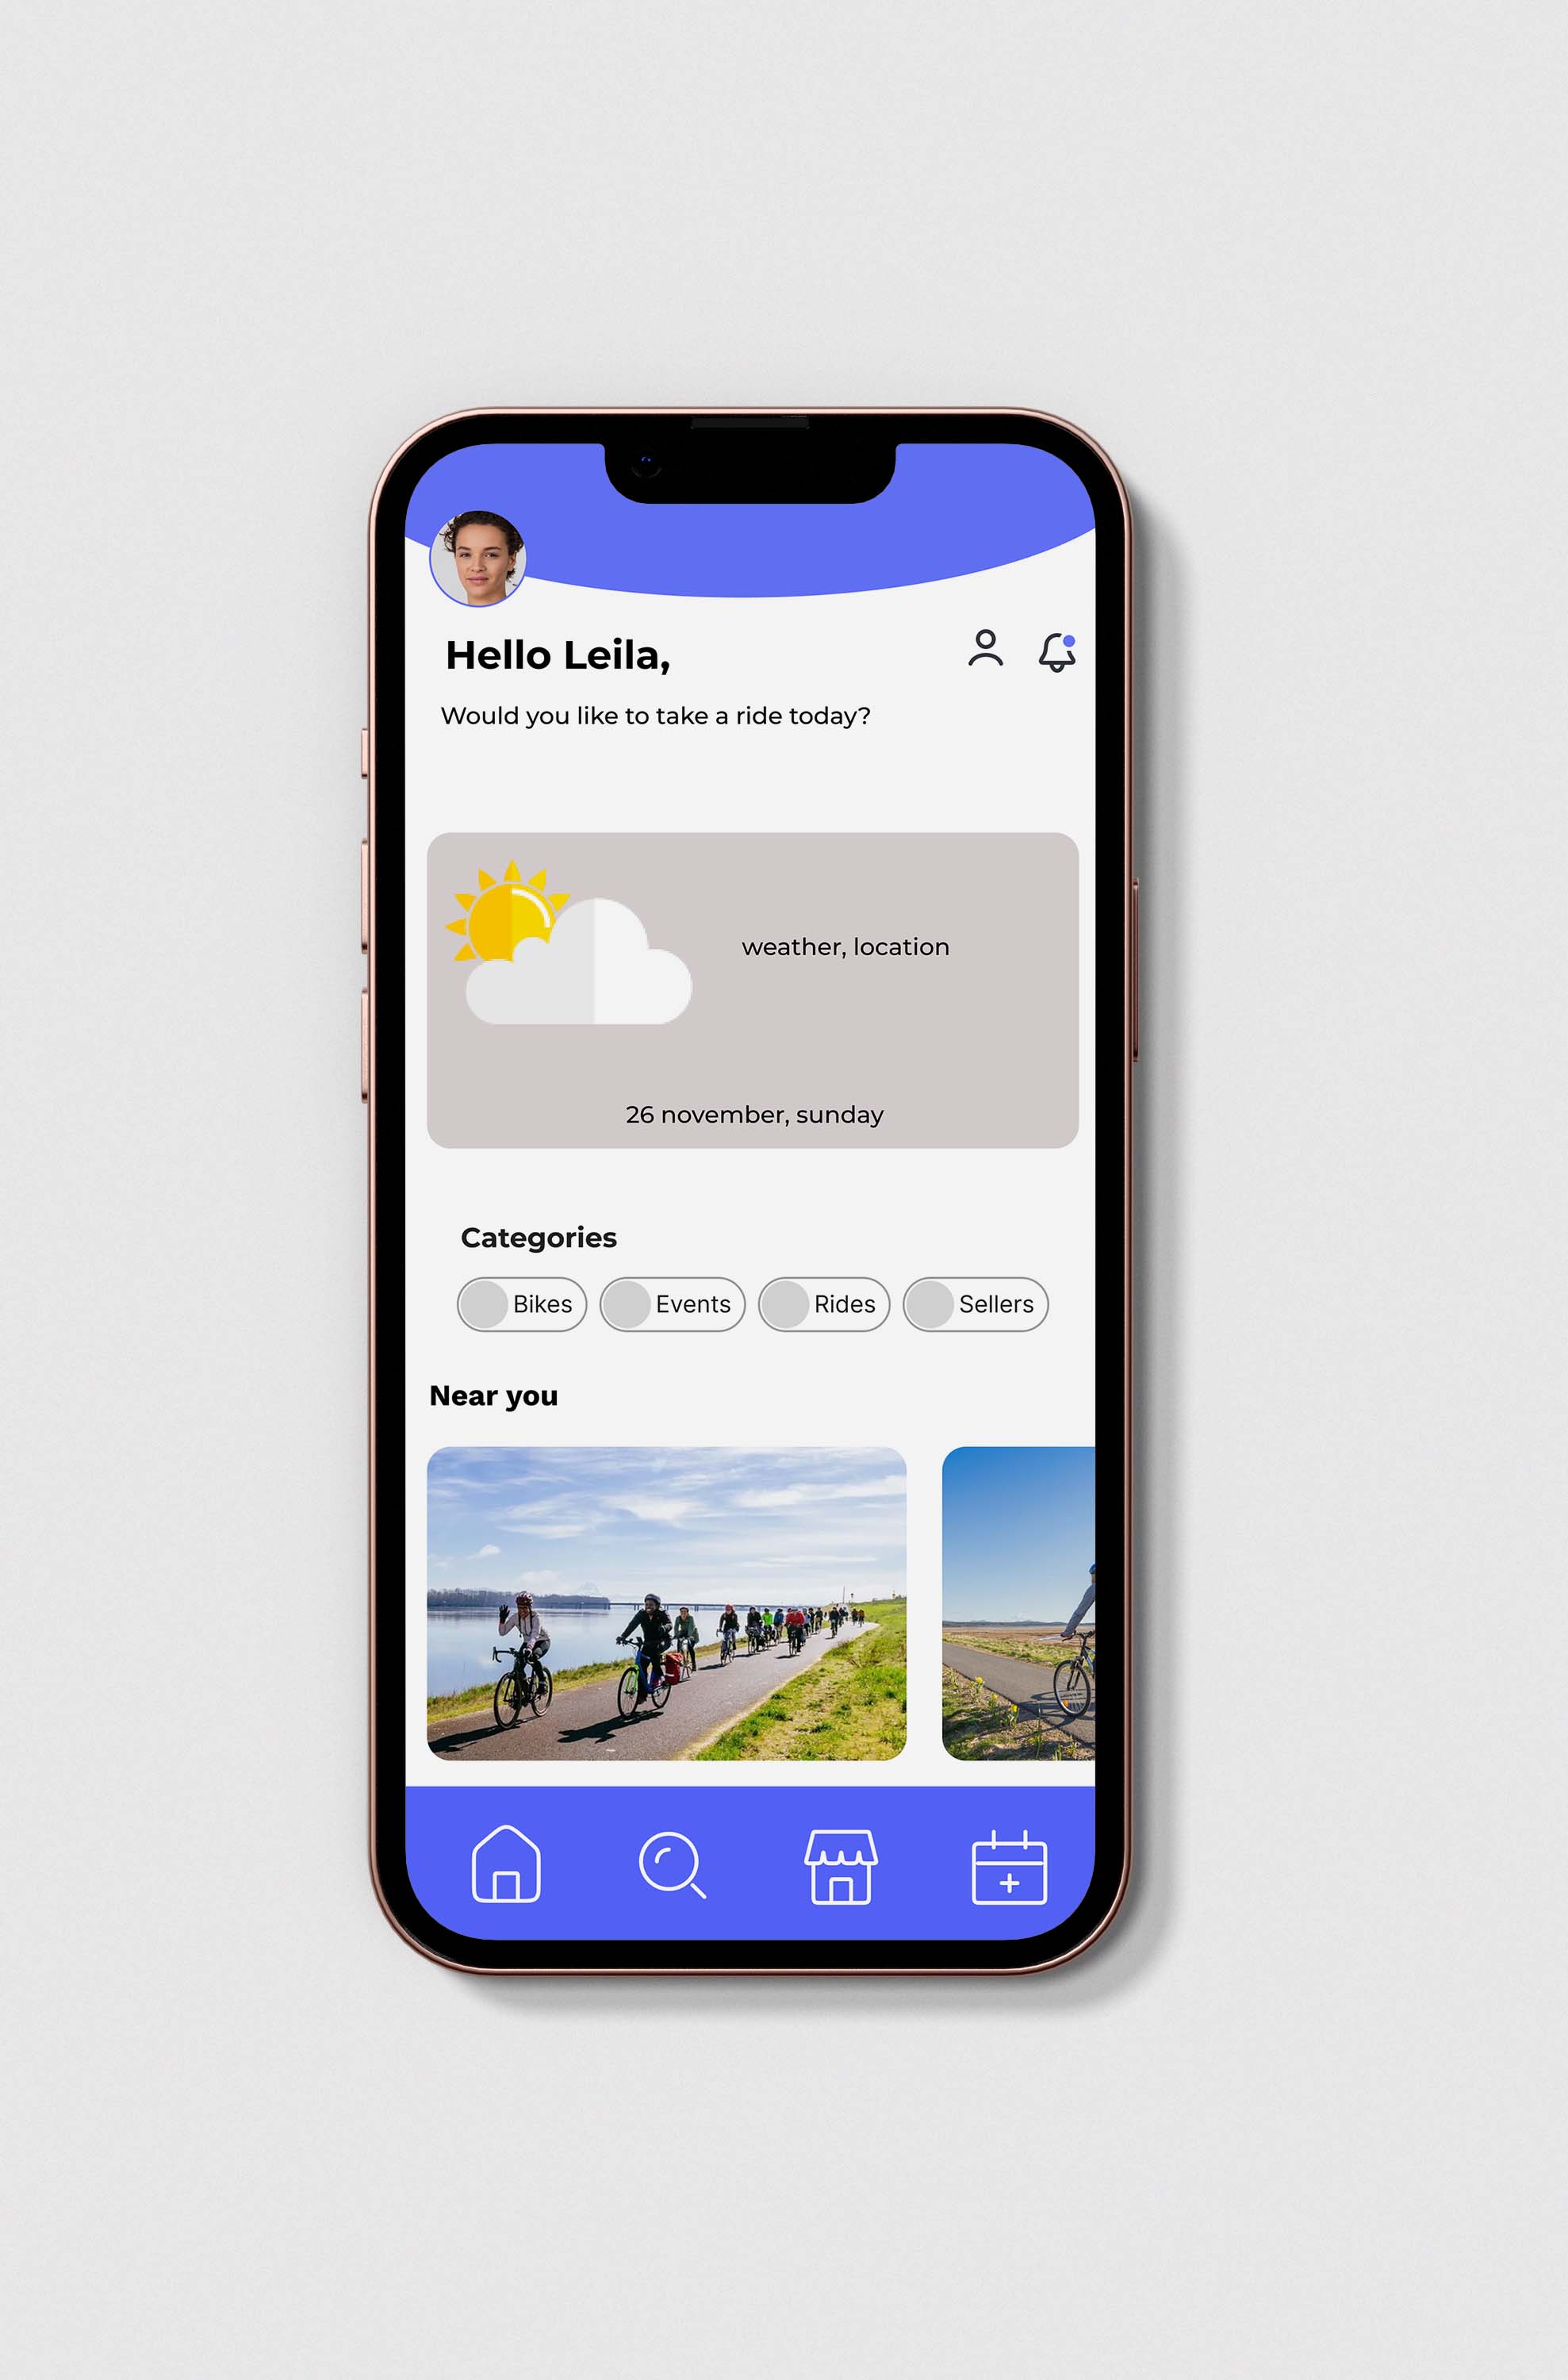 Hello Leila,
Would you like to take a ride today?
weather, location
26 november, sunday
Categories
Bikes
Events
Rides
Sellers
Near you